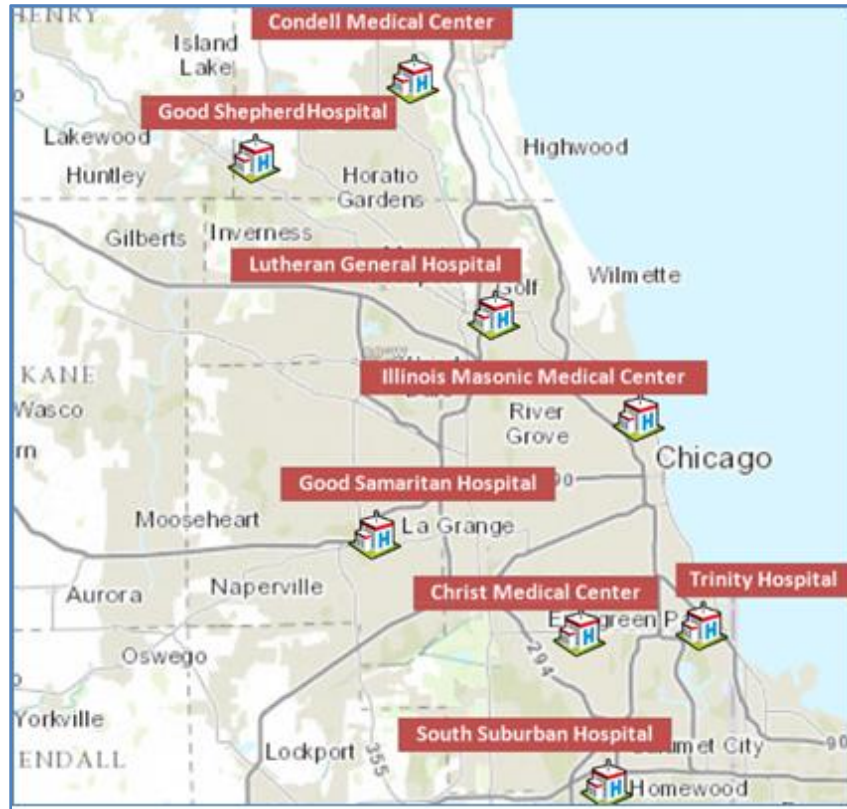 HENRY
Condell Medical Center
Island
Lake
Good Shepherd Hospital
Lakewood
Highwood
Huntley
Horatio
Gardens
Gilberts
Inverness
Lutheran General Hospital
Golf
Wilmette
KANE
Illinois Masonic Medical Center
Wasco
River
Grove
rn
Chicago
Good Samaritan Hospital
90
Mooseheart
La Grange
Naperville
Aurora
Christ Medical Center
Trinity Hospital
Oswego
294
Yorkville
South Suburban Hospital
ENDALL
Lockport
355
met City
90
Homewood